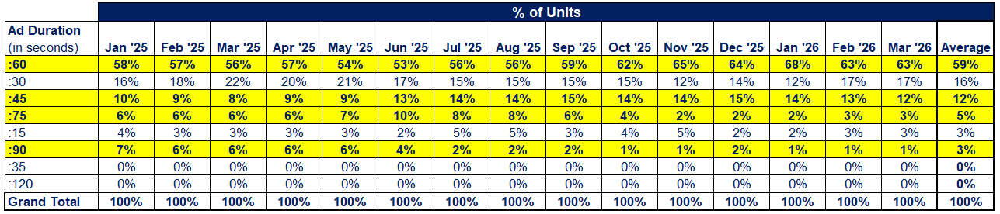 % of Units
Ad Duration
(in seconds) Jan '25 Feb '25 Mar '25 Apr '25 May '25 Jun '25 Jul '25 Aug '25 Sep '25 Oct '25 Nov '25 Dec '25 Jan '26 Feb '26 Mar '26 Average
:60 58% 57% 56% 57% 54% 53% 56% 56% 59% 62% 65% 64% 68% 63% 63% 59%
:30 16% 18% 22% 20% 21% 17% 15% 15% 15% 15% 12% 14% 12% 17% 17% 16%
:45 10% 9% 8% 9% 9% 13% 14% 14% 15% 14% 14% 15% 14% 13% 12% 12%
:75 6% 6% 6% 6% 7% 10% 8% 8% 6% 4% 2% 2% 2% 3% 3% 5%
:15 4% 3% 3% 3% 3% 2% 5% 5% 3% 4% 5% 2% 2% 3% 3% 3%
:90 7% 6% 6% 6% 6% 4% 2% 2% 2% 1% 1% 2% 1% 1% 1% 3%
:35 0% 0% 0% 0% 0% 0% 0% 0% 0% 0% 0% 0% 0% 0% 0% 0%
:120 0% 0% 0% 0% 0% 0% 0% 0% 0% 0% 0% 0% 0% 0% 0% 0%
Grand Total 100% 100% 100% 100% 100% 100% 100% 100% 100% 100% 100% 100% 100% 100% 100% 100%